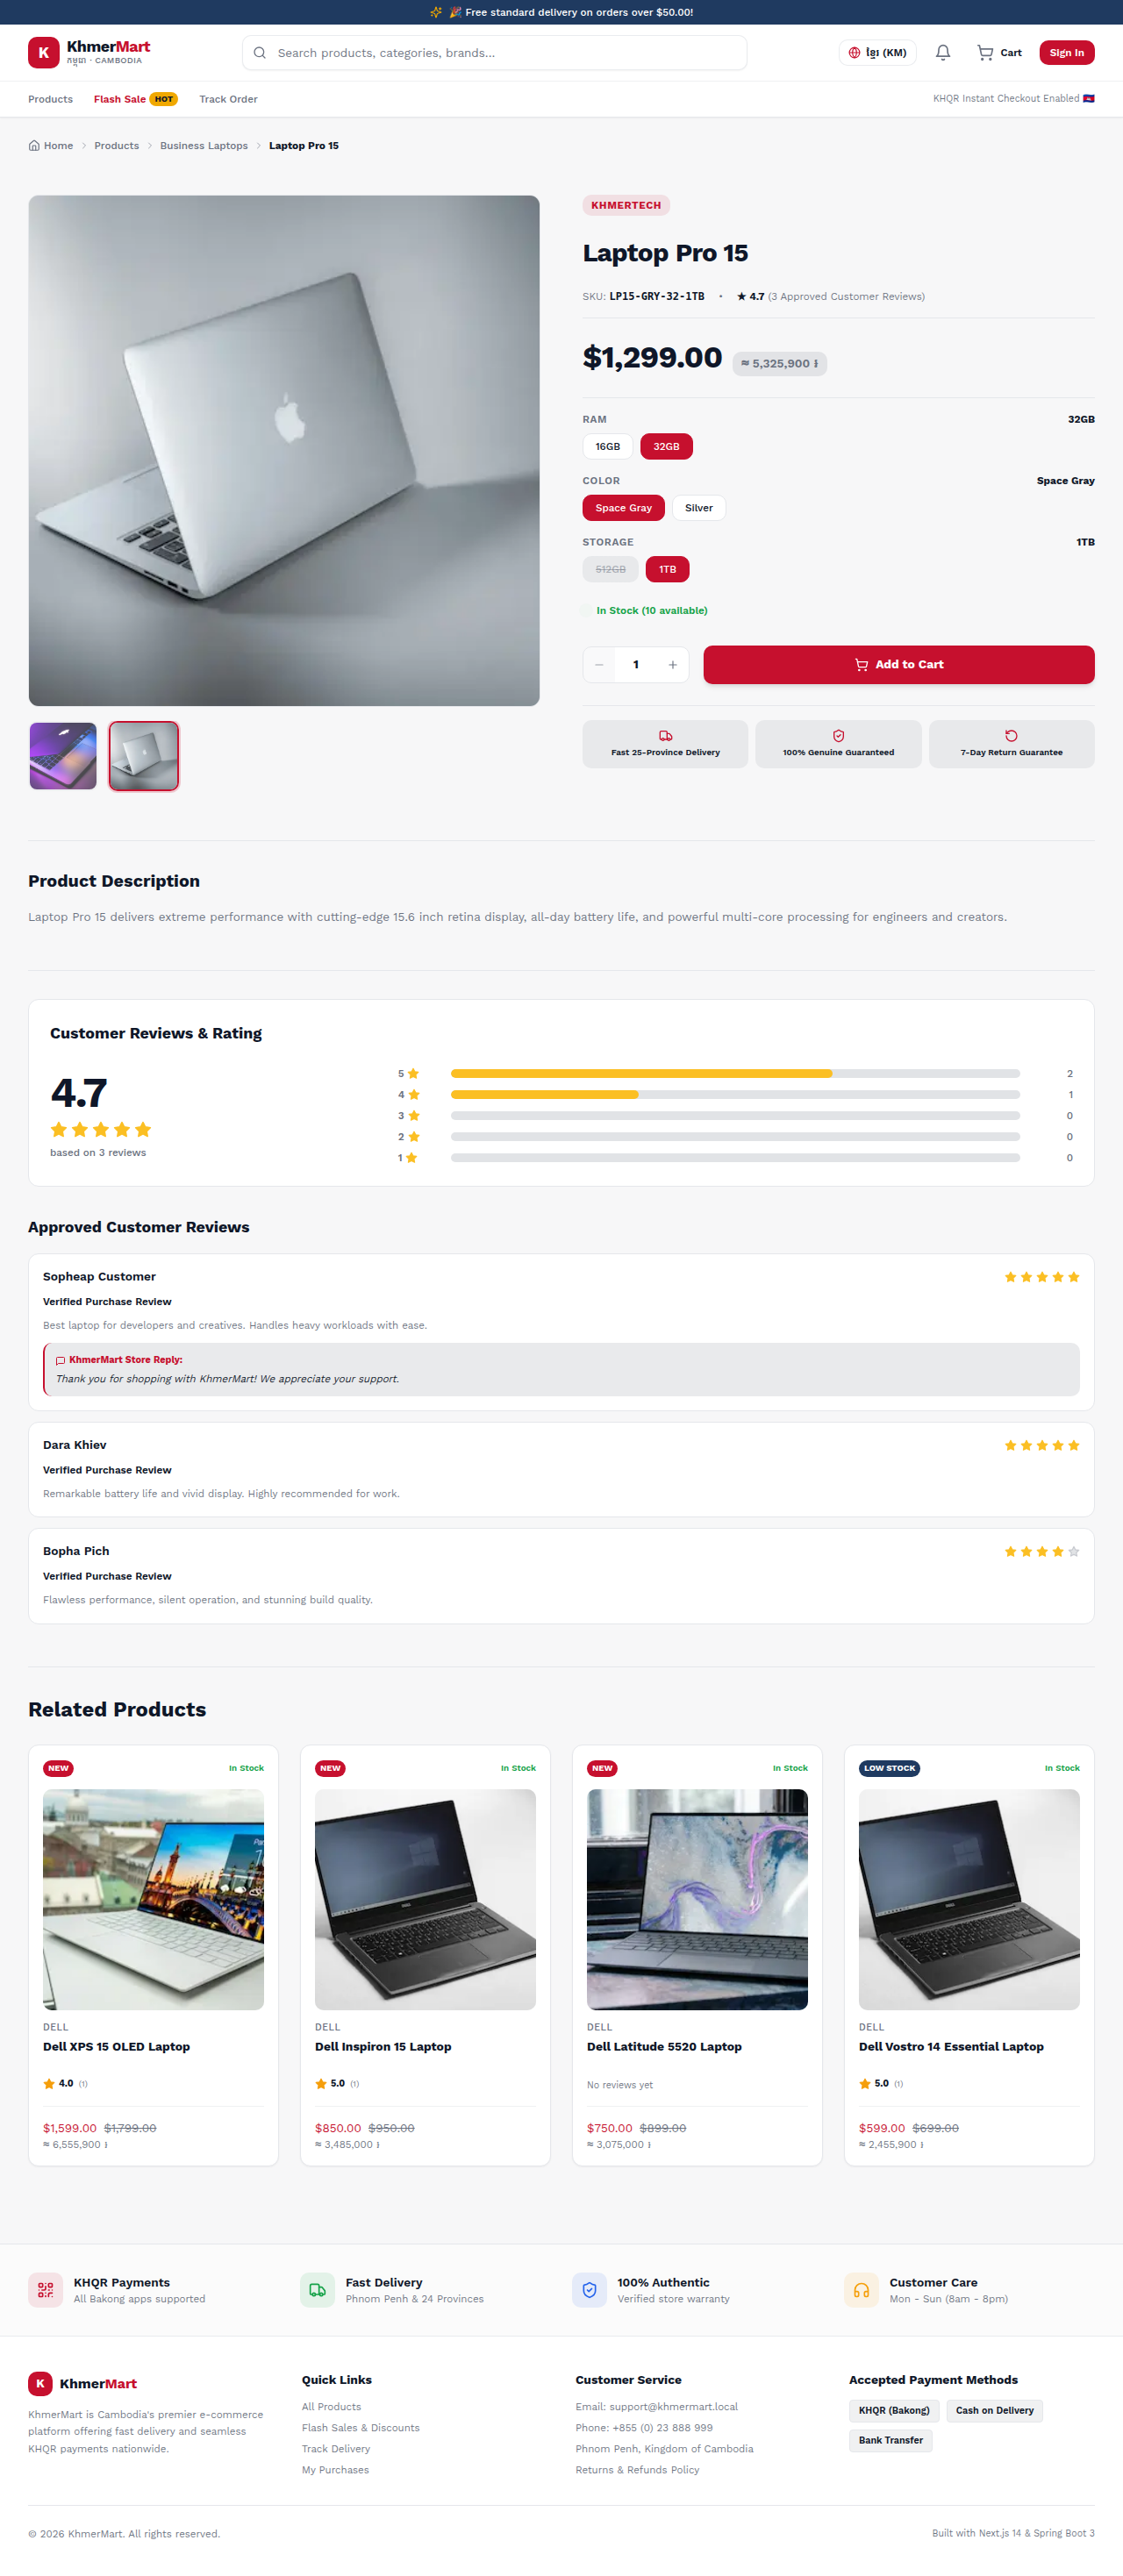 ✨ 🎉 Free standard delivery on orders over $50.00!
K
KhmerMart
កម្ពុជា · CAMBODIA
Search products, categories, brands...
ខ្មែរ (KM)
Cart
Sign In
Products
Flash Sale HOT
Track Order
KHQR Instant Checkout Enabled 🇰🇭
Home > Products > Business Laptops > Laptop Pro 15
KHMERTECH
Laptop Pro 15
SKU: LP15-GRY-32-1TB • ★ 4.7 (3 Approved Customer Reviews)
$1,299.00 ≈ 5,325,900 ៛
RAM 32GB
16GB 32GB
COLOR Space Gray
Space Gray Silver
STORAGE 1TB
512GB 1TB
In Stock (10 available)
− 1 +
Add to Cart
Fast 25-Province Delivery
100% Genuine Guaranteed
7-Day Return Guarantee
Product Description
Laptop Pro 15 delivers extreme performance with cutting-edge 15.6 inch retina display, all-day battery life, and powerful multi-core processing for engineers and creators.
Customer Reviews & Rating
4.7
based on 3 reviews
5 2
4 1
3 0
2 0
1 0
Approved Customer Reviews
Sopheap Customer
Verified Purchase Review
Best laptop for developers and creatives. Handles heavy workloads with ease.
KhmerMart Store Reply:
Thank you for shopping with KhmerMart! We appreciate your support.
Dara Khiev
Verified Purchase Review
Remarkable battery life and vivid display. Highly recommended for work.
Bopha Pich
Verified Purchase Review
Flawless performance, silent operation, and stunning build quality.
Related Products
NEW In Stock
DELL
Dell XPS 15 OLED Laptop
4.0 (1)
$1,599.00 $1,799.00
≈ 6,555,900 ៛
NEW In Stock
DELL
Dell Inspiron 15 Laptop
5.0 (1)
$850.00 $950.00
≈ 3,485,000 ៛
NEW In Stock
DELL
Dell Latitude 5520 Laptop
No reviews yet
$750.00 $899.00
≈ 3,075,000 ៛
LOW STOCK In Stock
DELL
Dell Vostro 14 Essential Laptop
5.0 (1)
$599.00 $699.00
≈ 2,455,900 ៛
KHQR Payments
All Bakong apps supported
Fast Delivery
Phnom Penh & 24 Provinces
100% Authentic
Verified store warranty
Customer Care
Mon - Sun (8am - 8pm)
K KhmerMart
KhmerMart is Cambodia's premier e-commerce
platform offering fast delivery and seamless
KHQR payments nationwide.
Quick Links
All Products
Flash Sales & Discounts
Track Delivery
My Purchases
Customer Service
Email: support@khmermart.local
Phone: +855 (0) 23 888 999
Phnom Penh, Kingdom of Cambodia
Returns & Refunds Policy
Accepted Payment Methods
KHQR (Bakong) Cash on Delivery
Bank Transfer
© 2026 KhmerMart. All rights reserved.
Built with Next.js 14 & Spring Boot 3